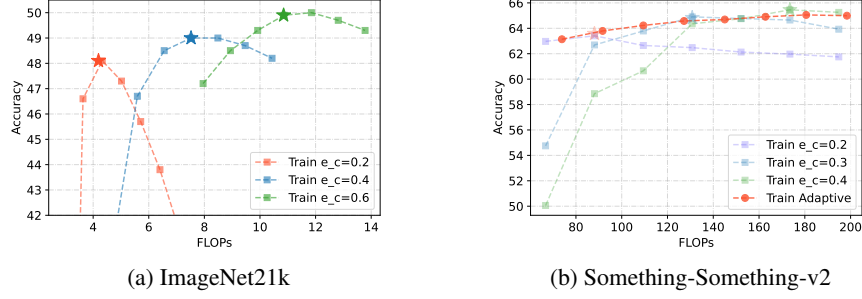 50
49
48
47
46
45
44
43
42
Accuracy
4 6 8 10 12 14
FLOPs
Train e_c=0.2
Train e_c=0.4
Train e_c=0.6
(a) ImageNet21k
66
64
62
60
58
56
54
52
50
Accuracy
60 80 100 120 140 160 180 200
FLOPs
Train e_c=0.2
Train e_c=0.3
Train e_c=0.4
Train Adaptive
(b) Something-Something-v2